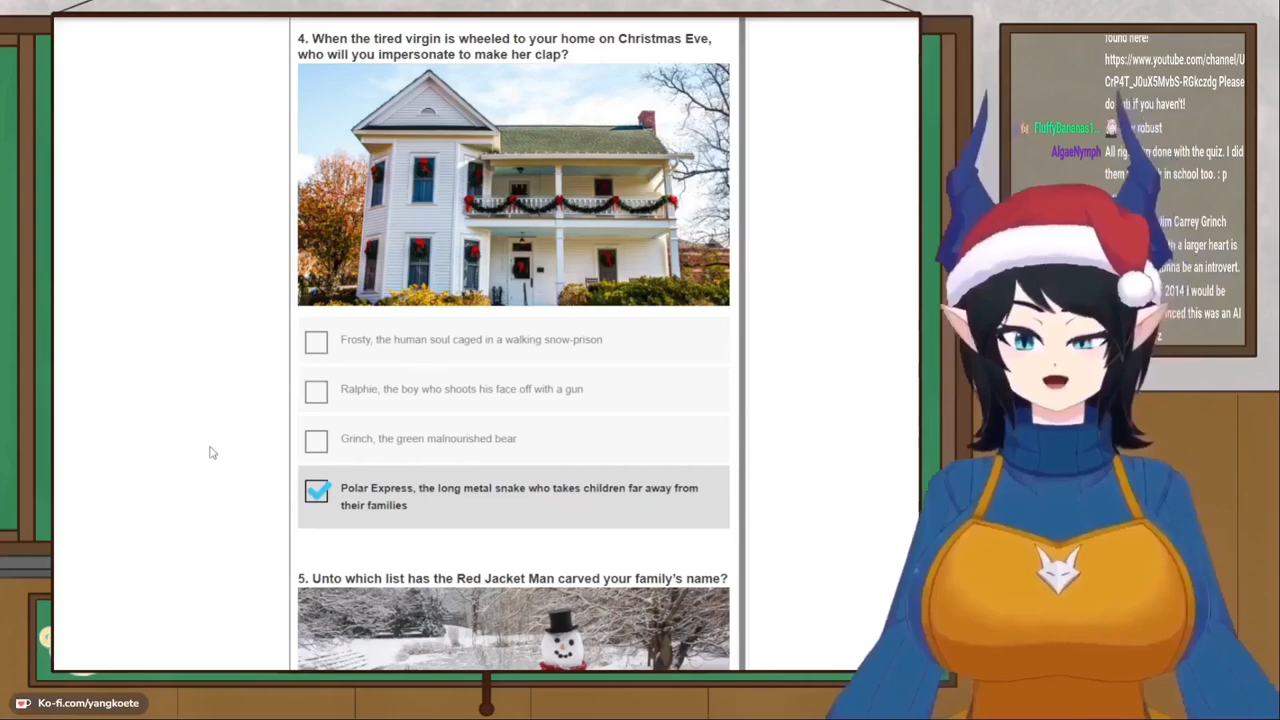 4. When the tired virgin is wheeled to your home on Christmas Eve,
who will you impersonate to make her clap?
Frosty, the human soul caged in a walking snow-prison
Ralphie, the boy who shoots his face off with a gun
Grinch, the green malnourished bear
Polar Express, the long metal snake who takes children far away from
their families
5. Unto which list has the Red Jacket Man carved your family's name?
found here!
https://www.youtube.com/channel/U
CrP4T_J0uX5MvbS-RGkczdg Please
do if you haven't!
FluffyBananas1... robust
AlgaeNymph All done with the quiz. I did
them in school too. : p
Jim Carrey Grinch
a larger heart is
gonna be an introvert.
2014 I would be
this was an AI
Ko-fi.com/yangkoete